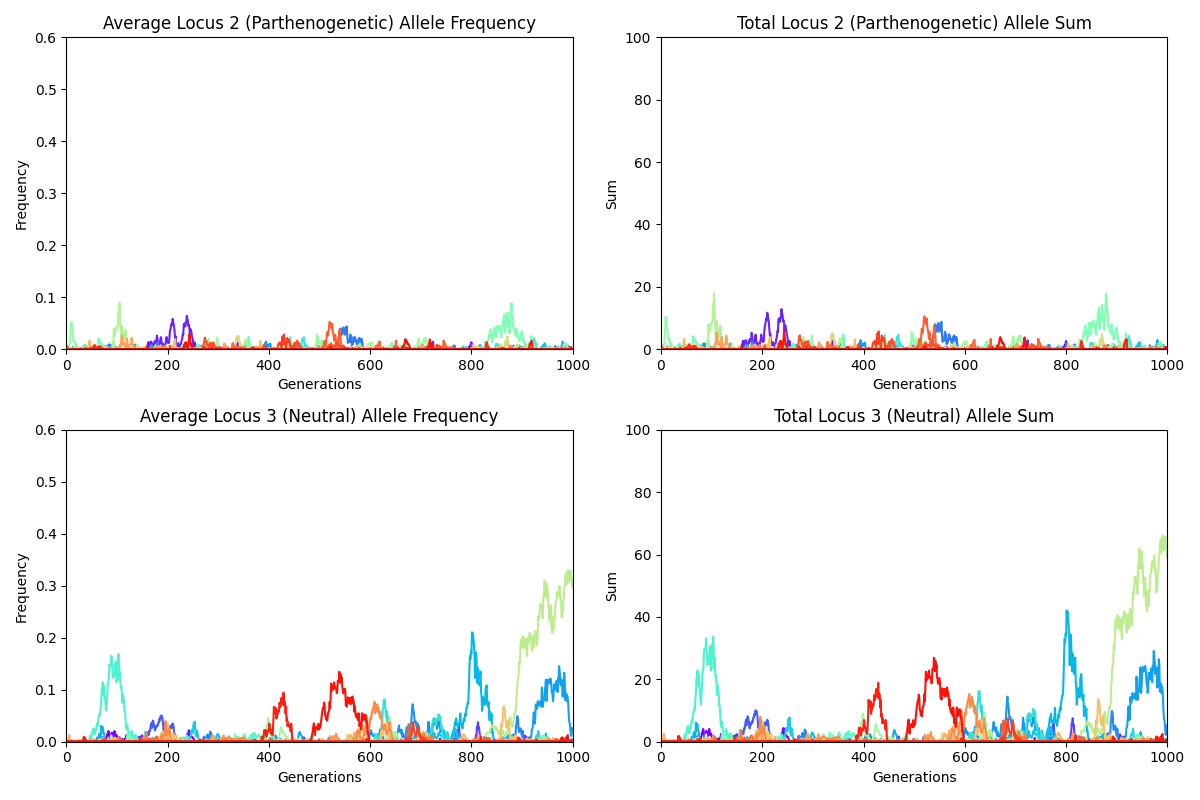 Average Locus 2 (Parthenogenetic) Allele Frequency
Frequency
0.6
0.5
0.4
0.3
0.2
0.1
0.0
0 200 400 600 800 1000
Generations
Total Locus 2 (Parthenogenetic) Allele Sum
Sum
100
80
60
40
20
0
0 200 400 600 800 1000
Generations
Average Locus 3 (Neutral) Allele Frequency
Frequency
0.6
0.5
0.4
0.3
0.2
0.1
0.0
0 200 400 600 800 1000
Generations
Total Locus 3 (Neutral) Allele Sum
Sum
100
80
60
40
20
0
0 200 400 600 800 1000
Generations